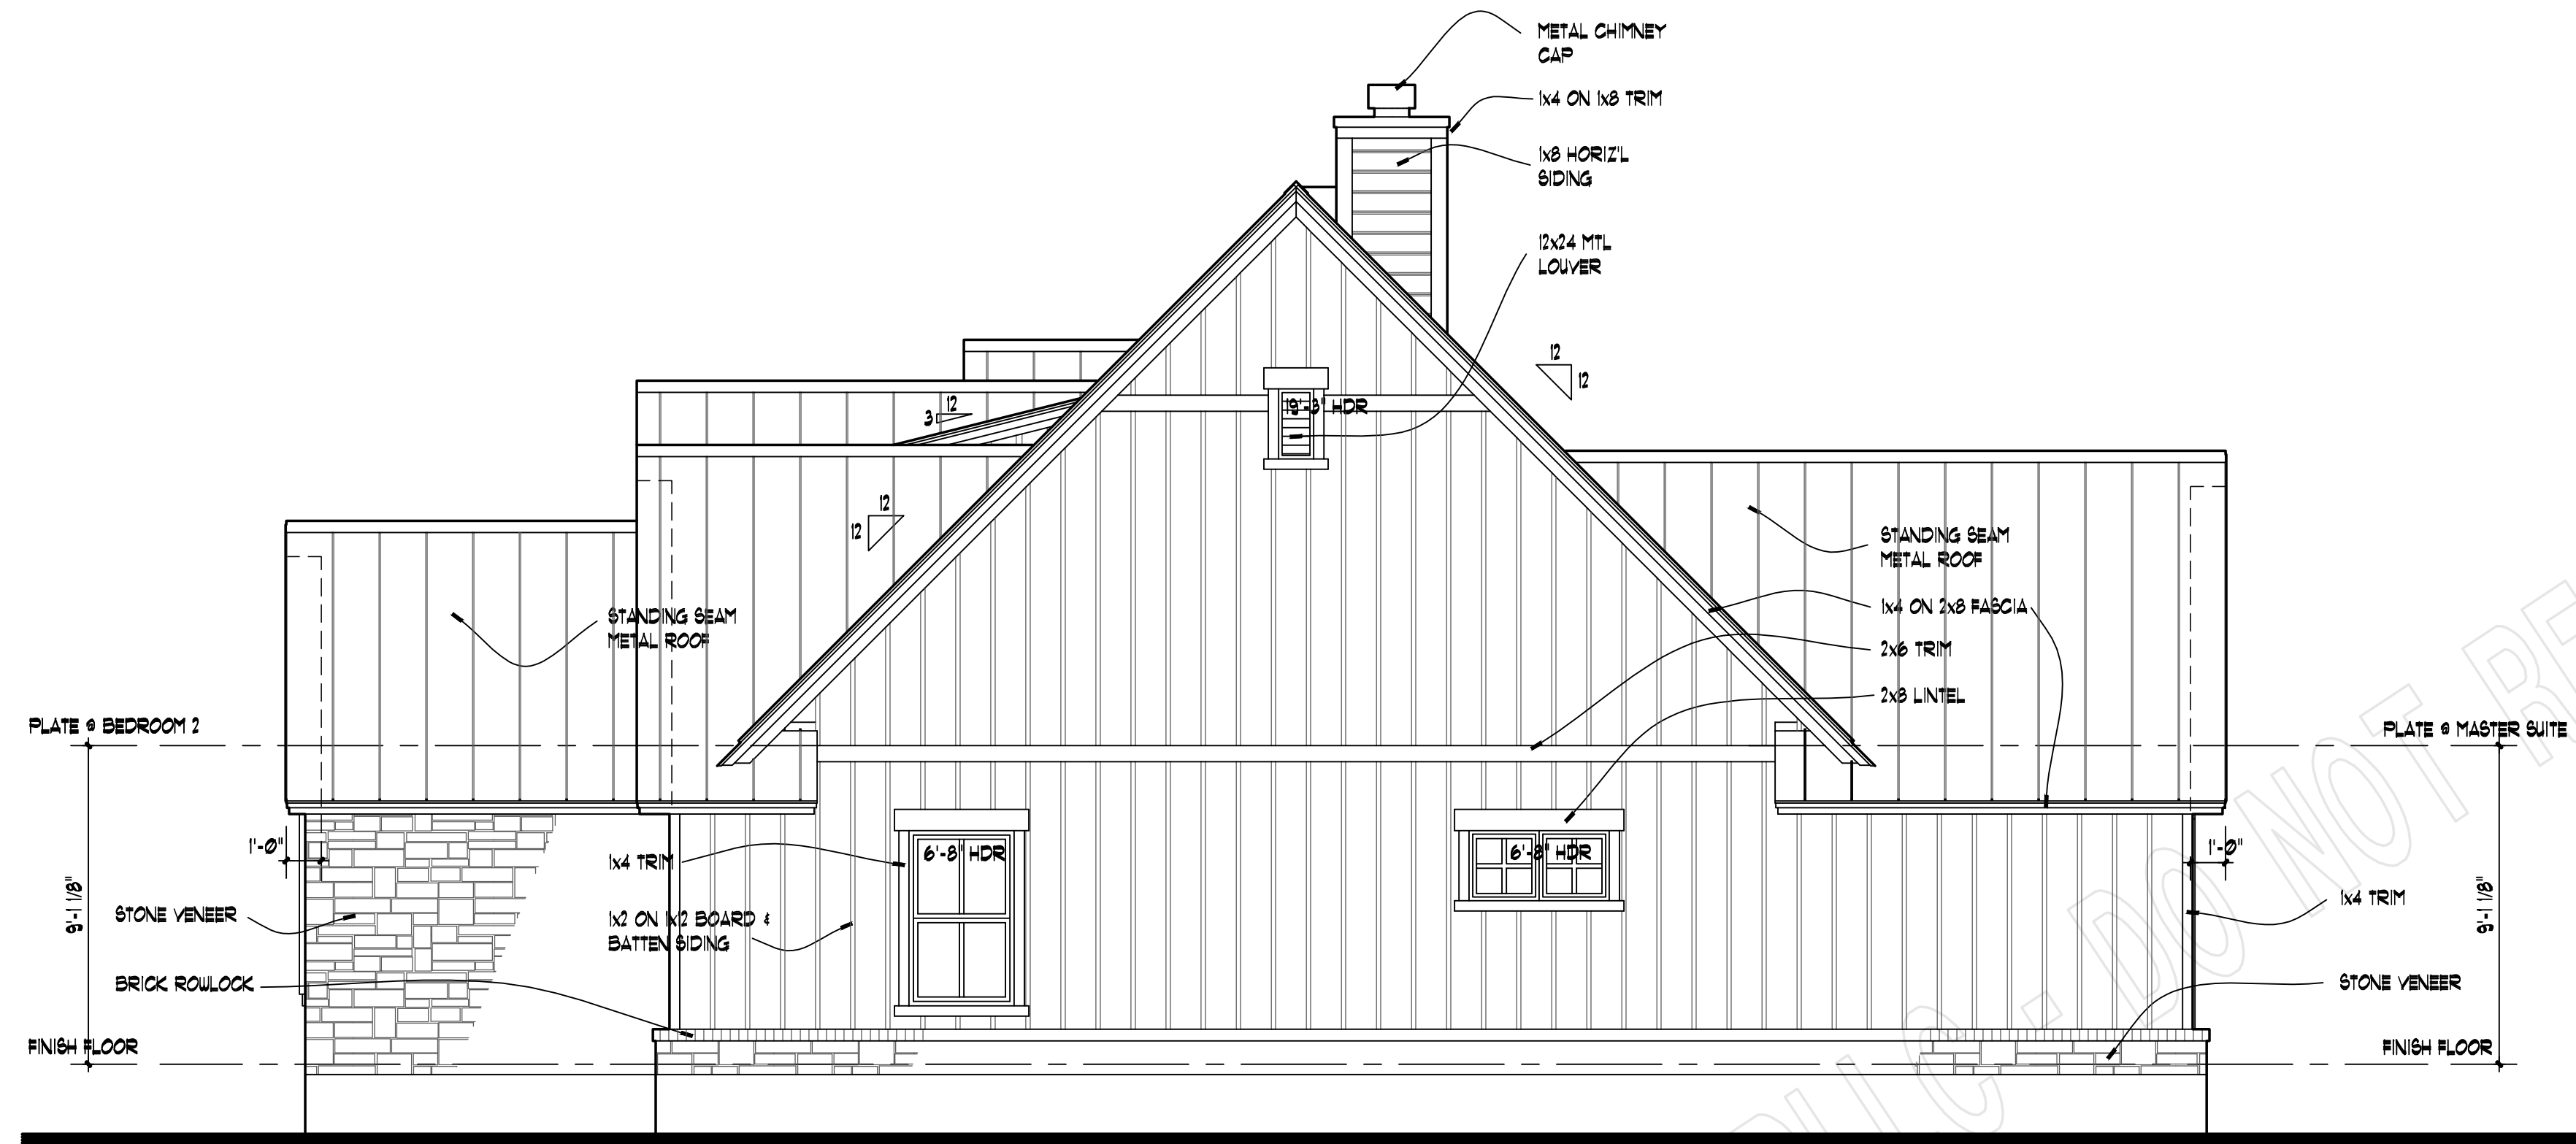 METAL CHIMNEY
CAP
1x4 ON 1x8 TRIM
1x8 HORIZ'L
SIDING
12x24 MTL
LOUVER
12
12
12
3
HDR
12
12
STANDING SEAM
METAL ROOF
1x4 ON 2x8 FASCIA
2x6 TRIM
2x8 LINTEL
STANDING SEAM
METAL ROOF
PLATE @ BEDROOM 2
PLATE @ MASTER SUITE
1'-0"
1x4 TRIM
6'-8" HDR
6'-8" HDR
1'-0"
9'-1 1/8"
STONE VENEER
1x2 ON 1x12 BOARD &
BATTEN SIDING
1x4 TRIM
9'-1 1/8"
BRICK ROWLOCK
STONE VENEER
FINISH FLOOR
FINISH FLOOR
LLC - DO NOT RE